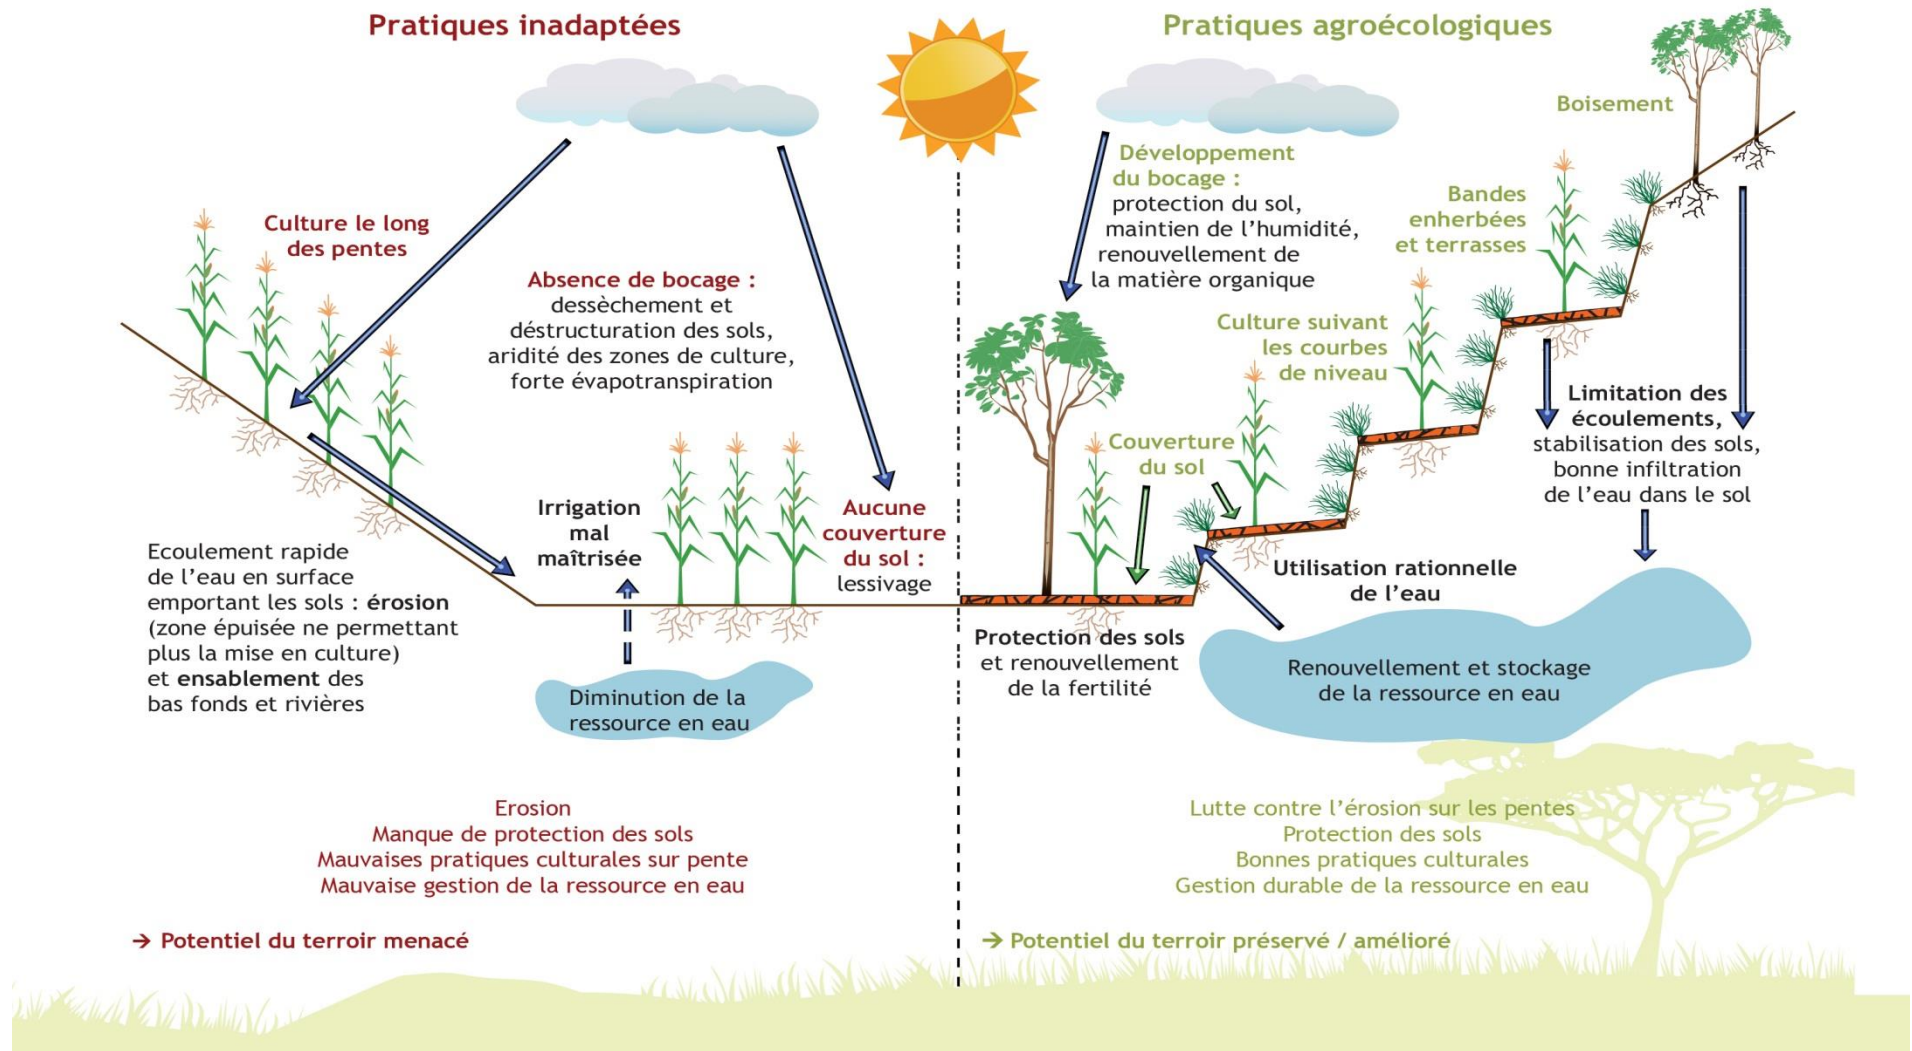 Pratiques inadaptées
Culture le long
des pentes
Absence de bocage :
dessèchement et
déstructuration des sols,
aridité des zones de culture,
forte évapotranspiration
Irrigation
mal
maîtrisée
Aucune
couverture
du sol :
lessivage
Ecoulement rapide
de l’eau en surface
emportant les sols : érosion
(zone épuisée ne permettant
plus la mise en culture)
et ensablement des
bas fonds et rivières
Diminution de la
ressource en eau
Erosion
Manque de protection des sols
Mauvaises pratiques culturales sur pente
Mauvaise gestion de la ressource en eau
→ Potentiel du terroir menacé
Pratiques agroécologiques
Boisement
Développement
du bocage :
protection du sol,
maintien de l’humidité,
renouvellement de
la matière organique
Bandes
enherbées
et terrasses
Culture suivant
les courbes
de niveau
Couverture
du sol
Limitation des
écoulements,
stabilisation des sols,
bonne infiltration
de l’eau dans le sol
Utilisation rationnelle
de l’eau
Protection des sols
et renouvellement
de la fertilité
Renouvellement et stockage
de la ressource en eau
Lutte contre l’érosion sur les pentes
Protection des sols
Bonnes pratiques culturales
Gestion durable de la ressource en eau
→ Potentiel du terroir préservé / amélioré